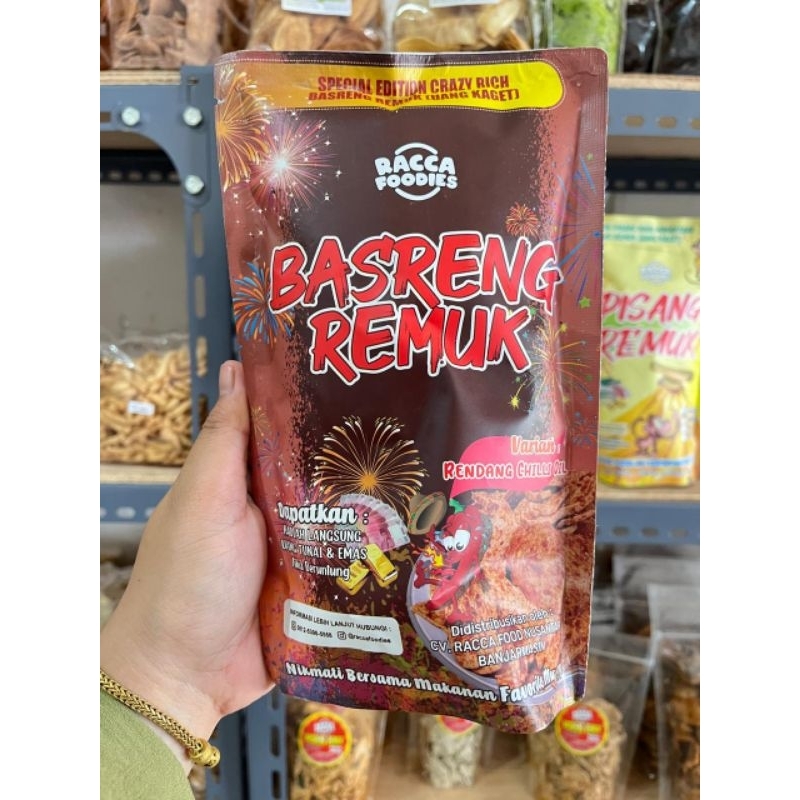 SPECIAL EDITION CRAZY RICH
BASRENG REMUK (UANG KAGET)
RACCA
FOODIES
BASRENG
REMUK
Varian :
RENDANG CHILLI OIL
Dapatkan :
HADIAH LANGSUNG
TUNAI & EMAS
Beruntung
INFORMASI LEBIH LANJUT HUBUNGI :
@raccafoodies
Didistribusikan oleh :
CV. RACCA FOOD NUSANTARA
BANJARMASIN
Nikmati Bersama Makanan Favorit
PISANG
REMUK